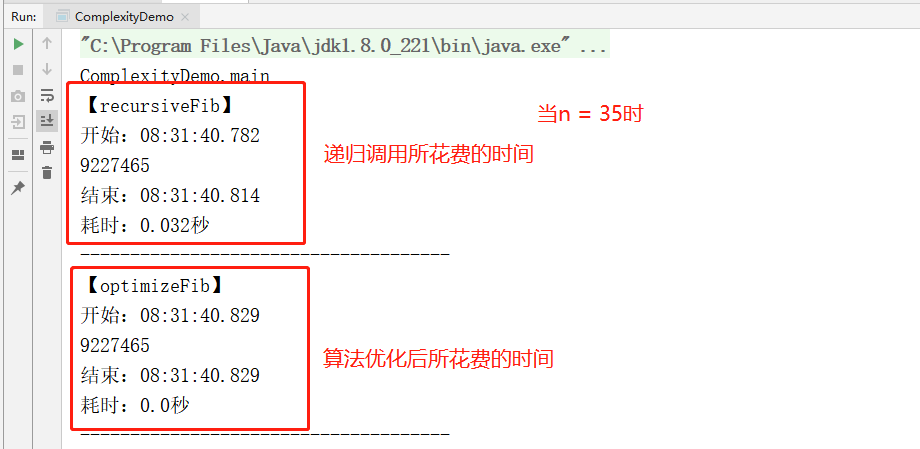 Run: ComplexityDemo
"C:\Program Files\Java\jdk1.8.0_221\bin\java.exe" ...
ComplexityDemo.main
【recursiveFib】
当n = 35时
开始：08:31:40.782
递归调用所花费的时间
9227465
结束：08:31:40.814
耗时：0.032秒
-------------------------------------
【optimizeFib】
开始：08:31:40.829
9227465
算法优化后所花费的时间
结束：08:31:40.829
耗时：0.0秒
-------------------------------------